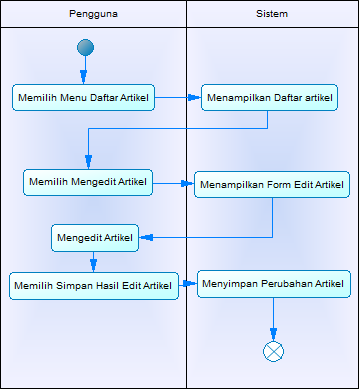 Pengguna
Sistem
Memilih Menu Daftar Artikel
Menampilkan Daftar artikel
Memilih Mengedit Artikel
Menampilkan Form Edit Artikel
Mengedit Artikel
Memilih Simpan Hasil Edit Artikel
Menyimpan Perubahan Artikel